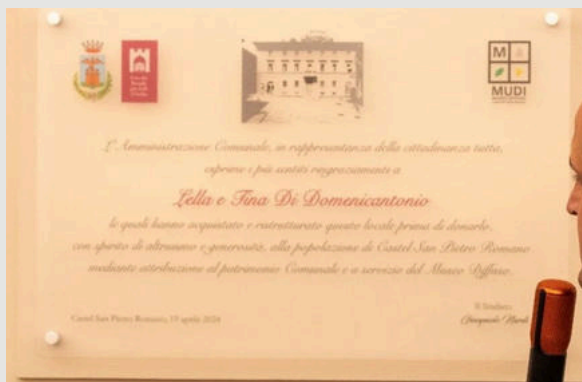 MUDI
L'Amministrazione Comunale, in rappresentanza della cittadinanza tutta,
esprime i più sentiti ringraziamenti a
Lella e Tina Di Domenicantonio
le quali hanno acquistato e ristrutturato questo locale prima di donarlo,
con spirito di altruismo e generosità, alla popolazione di Castel San Pietro Romano
mediante attribuzione al patrimonio Comunale e a servizio del Museo Diffuso.
Castel San Pietro Romano, 19 aprile 2024
Il Sindaco